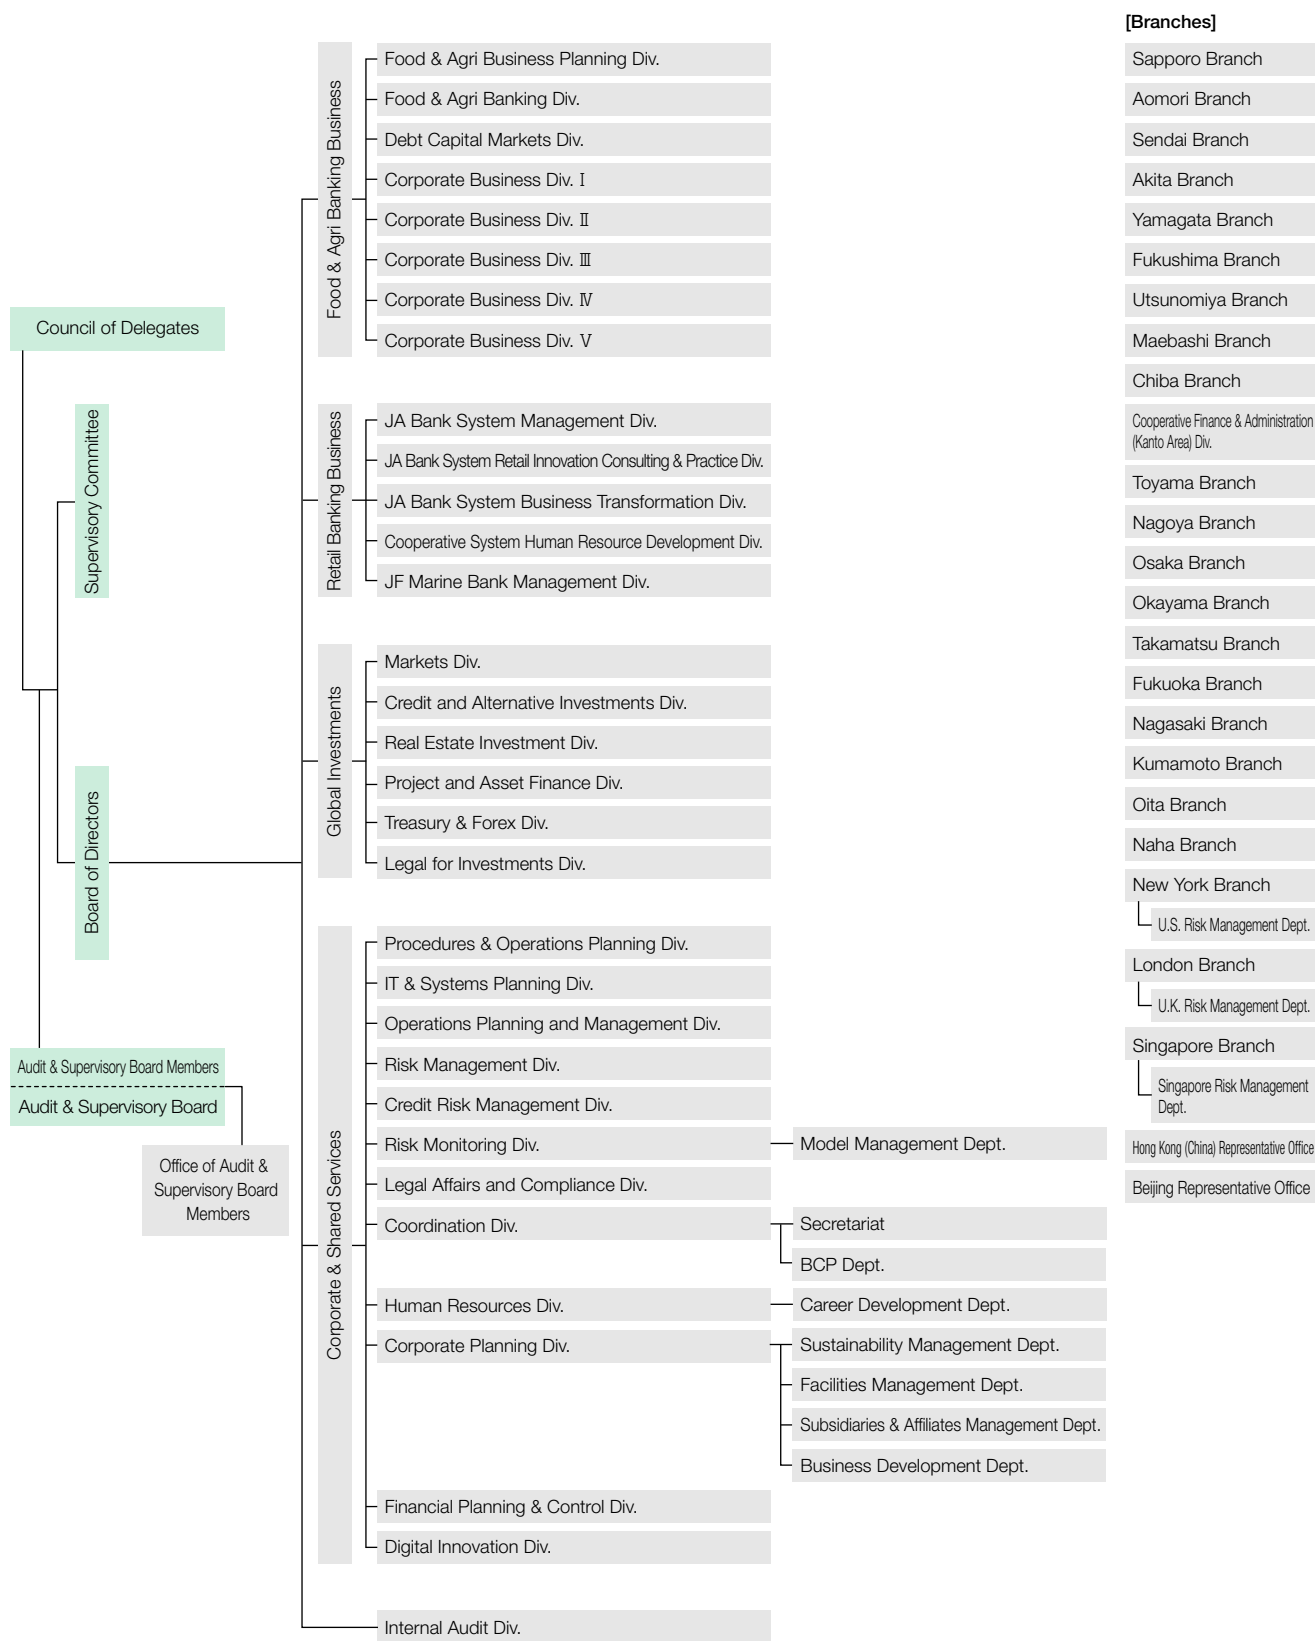 Council of Delegates
Supervisory Committee
Board of Directors
Audit & Supervisory Board Members
Audit & Supervisory Board
Office of Audit &
Supervisory Board
Members
Food & Agri Banking Business
Food & Agri Business Planning Div.
Food & Agri Banking Div.
Debt Capital Markets Div.
Corporate Business Div. Ⅰ
Corporate Business Div. Ⅱ
Corporate Business Div. Ⅲ
Corporate Business Div. Ⅳ
Corporate Business Div. Ⅴ
Retail Banking Business
JA Bank System Management Div.
JA Bank System Retail Innovation Consulting & Practice Div.
JA Bank System Business Transformation Div.
Cooperative System Human Resource Development Div.
JF Marine Bank Management Div.
Global Investments
Markets Div.
Credit and Alternative Investments Div.
Real Estate Investment Div.
Project and Asset Finance Div.
Treasury & Forex Div.
Legal for Investments Div.
Corporate & Shared Services
Procedures & Operations Planning Div.
IT & Systems Planning Div.
Operations Planning and Management Div.
Risk Management Div.
Credit Risk Management Div.
Risk Monitoring Div.
Model Management Dept.
Legal Affairs and Compliance Div.
Coordination Div.
Secretariat
BCP Dept.
Human Resources Div.
Career Development Dept.
Corporate Planning Div.
Sustainability Management Dept.
Facilities Management Dept.
Subsidiaries & Affiliates Management Dept.
Business Development Dept.
Financial Planning & Control Div.
Digital Innovation Div.
Internal Audit Div.
[Branches]
Sapporo Branch
Aomori Branch
Sendai Branch
Akita Branch
Yamagata Branch
Fukushima Branch
Utsunomiya Branch
Maebashi Branch
Chiba Branch
Cooperative Finance & Administration
(Kanto Area) Div.
Toyama Branch
Nagoya Branch
Osaka Branch
Okayama Branch
Takamatsu Branch
Fukuoka Branch
Nagasaki Branch
Kumamoto Branch
Oita Branch
Naha Branch
New York Branch
U.S. Risk Management Dept.
London Branch
U.K. Risk Management Dept.
Singapore Branch
Singapore Risk Management
Dept.
Hong Kong (China) Representative Office
Beijing Representative Office